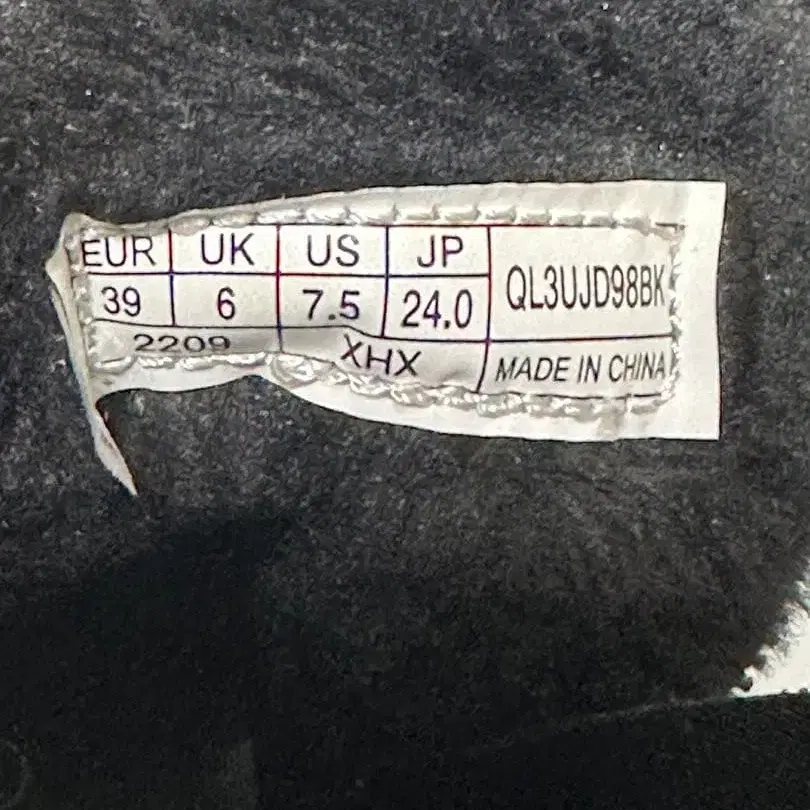 EUR UK US JP QL3UJD98BK
39 6 7.5 24.0
2209 XHX MADE IN CHINA